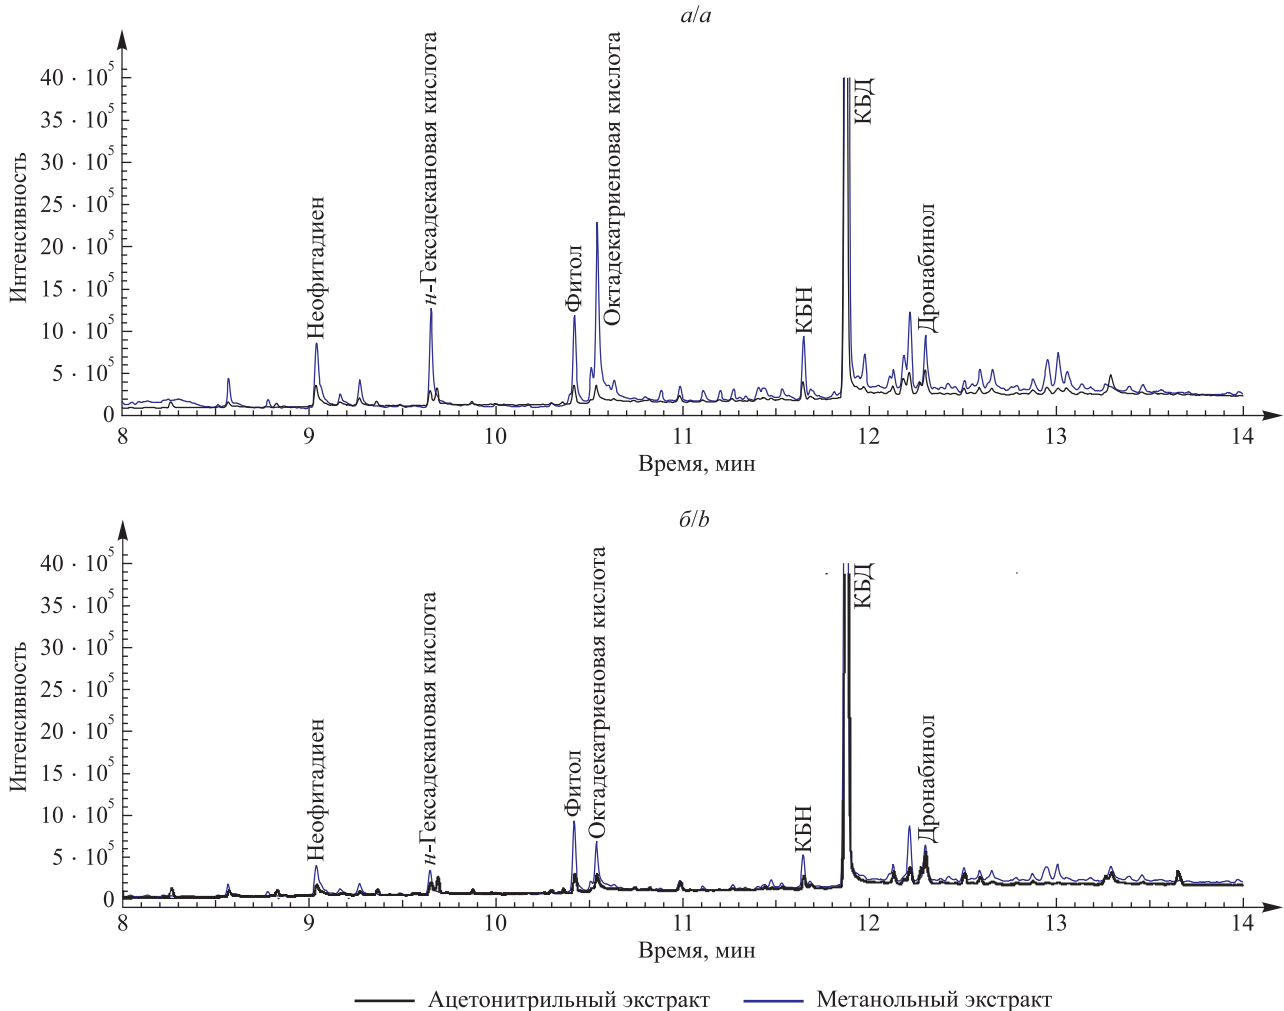 а/a
Интенсивность
40 · 10⁵
35 · 10⁵
30 · 10⁵
25 · 10⁵
20 · 10⁵
15 · 10⁵
10 · 10⁵
5 · 10⁵
0
Неофитадиен
н-Гексадекановая кислота
Фитол
Октадекатриеновая кислота
КБН
КБД
Дронабинол
8 9 10 11 12 13 14
Время, мин
б/b
Интенсивность
40 · 10⁵
35 · 10⁵
30 · 10⁵
25 · 10⁵
20 · 10⁵
15 · 10⁵
10 · 10⁵
5 · 10⁵
0
Неофитадиен
н-Гексадекановая кислота
Фитол
Октадекатриеновая кислота
КБН
КБД
Дронабинол
8 9 10 11 12 13 14
Время, мин
Ацетонитрильный экстракт Метанольный экстракт